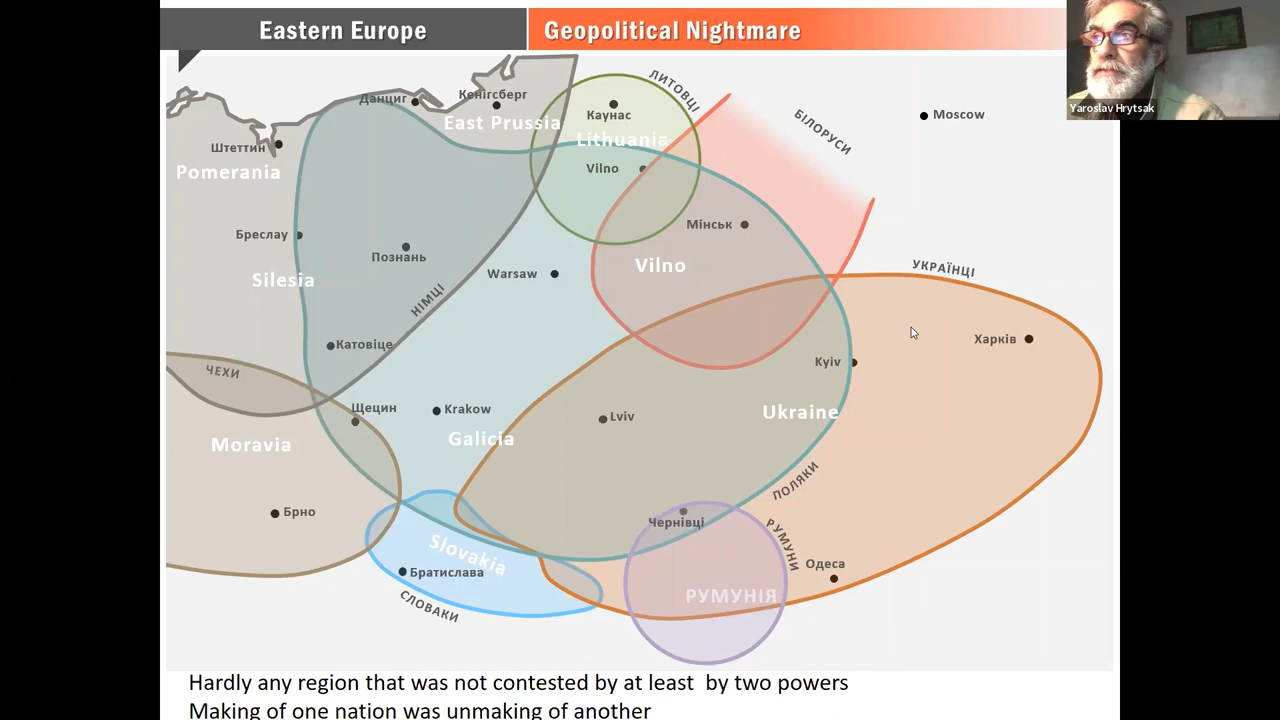 Eastern Europe
Geopolitical Nightmare
Yaroslav Hrytsak
Данциг
Кенігсберг
East Prussia
Каунас
Lithuania
ЛИТОВЦІ
БІЛОРУСИ
Moscow
Штеттин
Pomerania
Vilno
Бреслау
Познань
Мінськ
Silesia
Warsaw
Vilno
УКРАЇНЦІ
НІМЦІ
Катовіце
Харків
ЧЕХИ
Kyiv
Щецин
Krakow
Lviv
Ukraine
Moravia
Galicia
ПОЛЯКИ
Брно
Чернівці
РУМУНИ
Slovakia
Братислава
Одеса
СЛОВАКИ
РУМУНІЯ
Hardly any region that was not contested by at least  by two powers
Making of one nation was unmaking of another